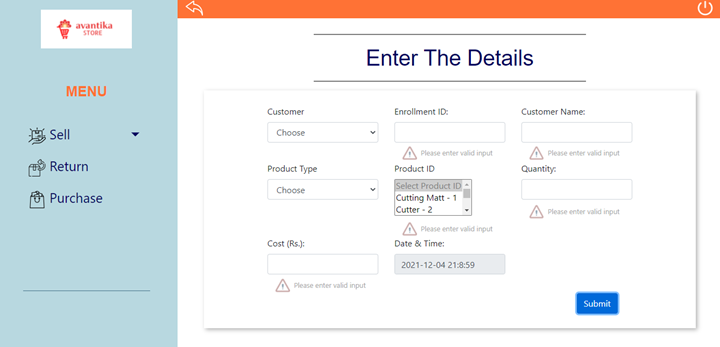 avantika
STORE
MENU
Sell
Return
Purchase
Enter The Details
Customer
Enrollment ID:
Customer Name:
Choose
Please enter valid input
Please enter valid input
Product Type
Product ID
Quantity:
Choose
Select Product ID
Cutting Matt - 1
Cutter - 2
Please enter valid input
Please enter valid input
Cost (Rs.):
Date & Time:
2021-12-04 21:8:59
Please enter valid input
Submit